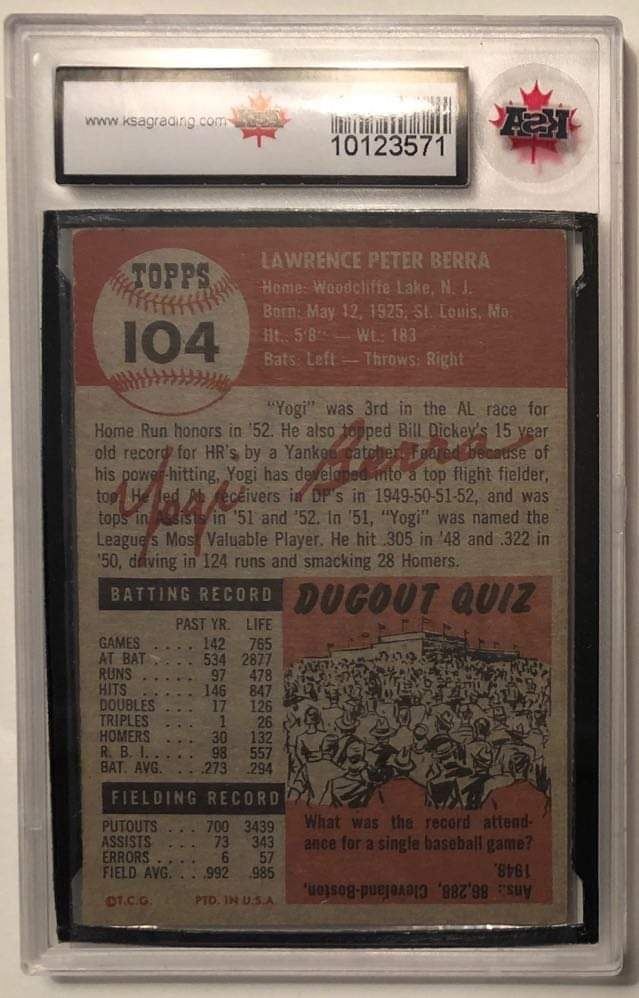 www.ksagrading.com
10123571
KSA
TOPPS
104
LAWRENCE PETER BERRA
Home: Woodcliffe Lake, N. J.
Born: May 12, 1925, St. Louis, Mo.
Ht.: 5'8" — Wt.: 183
Bats: Left — Throws: Right
"Yogi" was 3rd in the AL race for
Home Run honors in '52. He also topped Bill Dickey's 15 year
old record for HR's by a Yankee catcher. Feared because of
his power-hitting, Yogi has developed into a top flight fielder,
too. He led AL receivers in DP's in 1949-50-51-52, and was
tops in Assists in '51 and '52. In '51, "Yogi" was named the
League's Most Valuable Player. He hit .305 in '48 and .322 in
'50, driving in 124 runs and smacking 28 Homers.
Yogi Berra
BATTING RECORD
PAST YR. LIFE
GAMES .... 142 765
AT BAT .... 534 2877
RUNS ..... 97 478
HITS ...... 146 847
DOUBLES ... 17 126
TRIPLES ... 1 26
HOMERS ... 30 132
R. B. I. .... 98 557
BAT. AVG. .. .273 .294
FIELDING RECORD
PUTOUTS ... 700 3439
ASSISTS ... 73 343
ERRORS .... 6 57
FIELD AVG. .. .992 .985
©T.C.G. PTD. IN U.S.A.
DUGOUT QUIZ
What was the record attend-
ance for a single baseball game?
Ans.: 86,288, Cleveland-Boston,
1948.